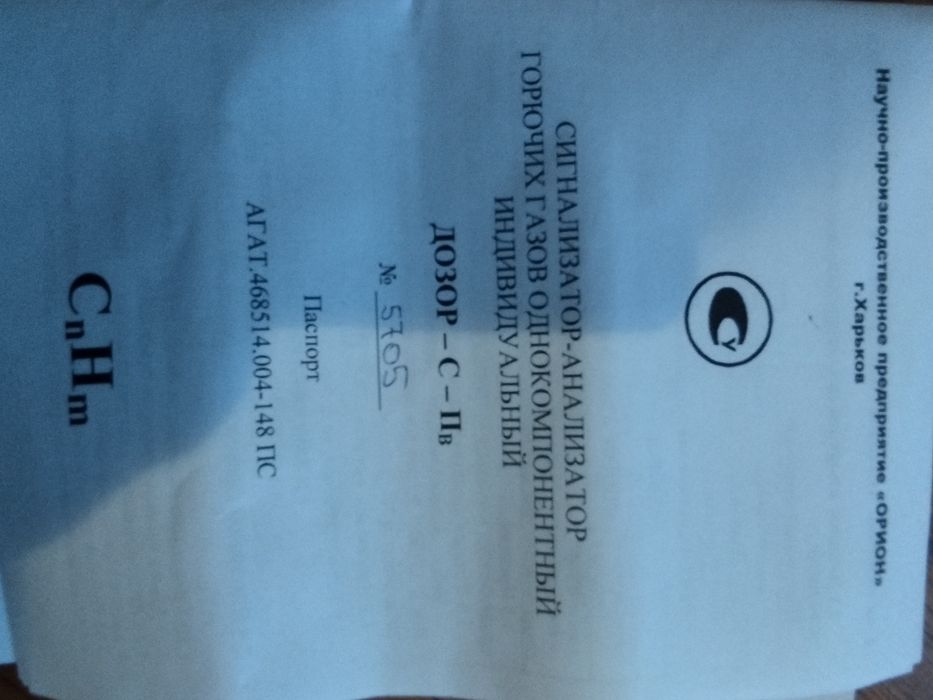 Научно-производственное предприятие «ОРИОН»
г.Харьков
СУ
СИГНАЛИЗАТОР-АНАЛИЗАТОР
ГОРЮЧИХ ГАЗОВ ОДНОКОМПОНЕНТНЫЙ
ИНДИВИДУАЛЬНЫЙ
ДОЗОР – С – Пв
№ 5705
Паспорт
АГАТ.468514.004-148 ПС
CnHm